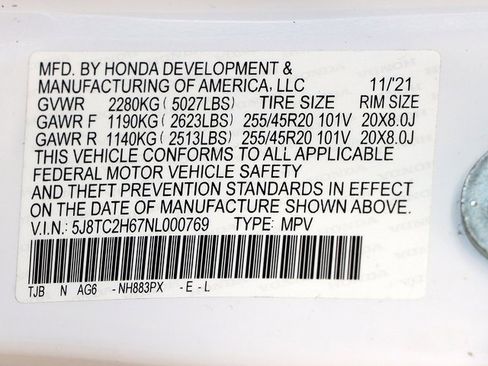 MFD. BY HONDA DEVELOPMENT &
MANUFACTURING OF AMERICA, LLC 11/21
GVWR 2280KG ( 5027LBS) TIRE SIZE RIM SIZE
GAWR F 1190KG ( 2623LBS) 255/45R20 101V 20X8.0J
GAWR R 1140KG ( 2513LBS) 255/45R20 101V 20X8.0J
THIS VEHICLE CONFORMS TO ALL APPLICABLE
FEDERAL MOTOR VEHICLE SAFETY
AND THEFT PREVENTION STANDARDS IN EFFECT
ON THE DATE OF MANUFACTURE SHOWN ABOVE.
V.I.N.: 5J8TC2H67NL000769 TYPE: MPV
TJB N AG6 - NH883PX - E - L